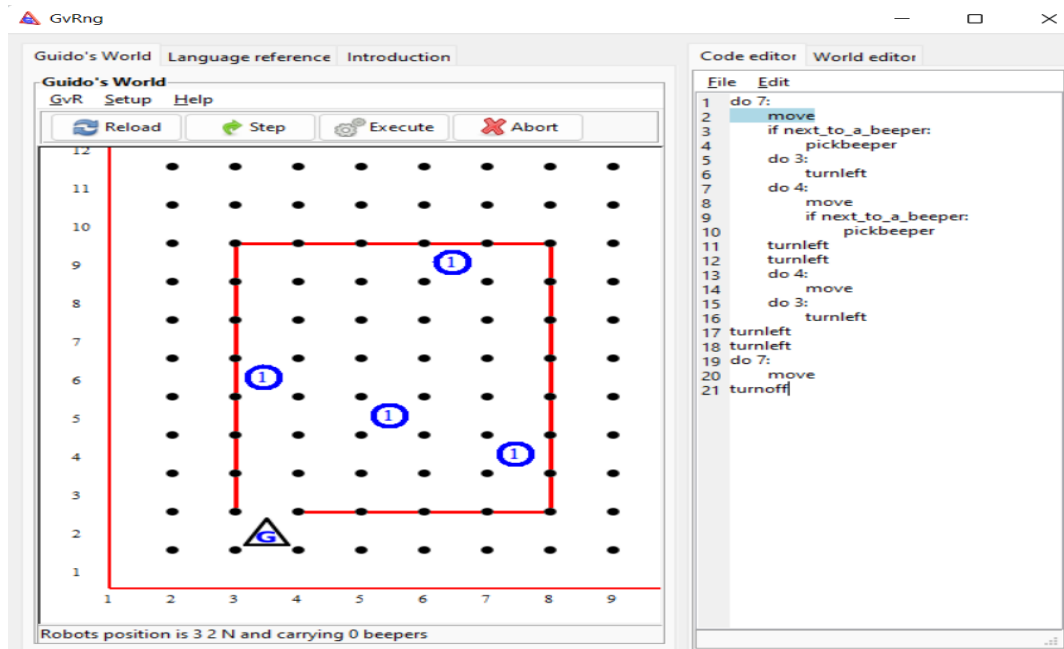 GvRng
Guido's World Language reference Introduction
Guido's World
GvR Setup Help
Reload Step Execute Abort
12
11
10
9
8
7
6
5
4
3
2
1
1
1
1
1
G
1 2 3 4 5 6 7 8 9
Robots position is 3 2 N and carrying 0 beepers
Code editor World editor
File Edit
1 do 7:
2 move
3 if next_to_a_beeper:
4 pickbeeper
5 do 3:
6 turnleft
7 do 4:
8 move
9 if next_to_a_beeper:
10 pickbeeper
11 turnleft
12 turnleft
13 do 4:
14 move
15 do 3:
16 turnleft
17 turnleft
18 turnleft
19 do 7:
20 move
21 turnoff